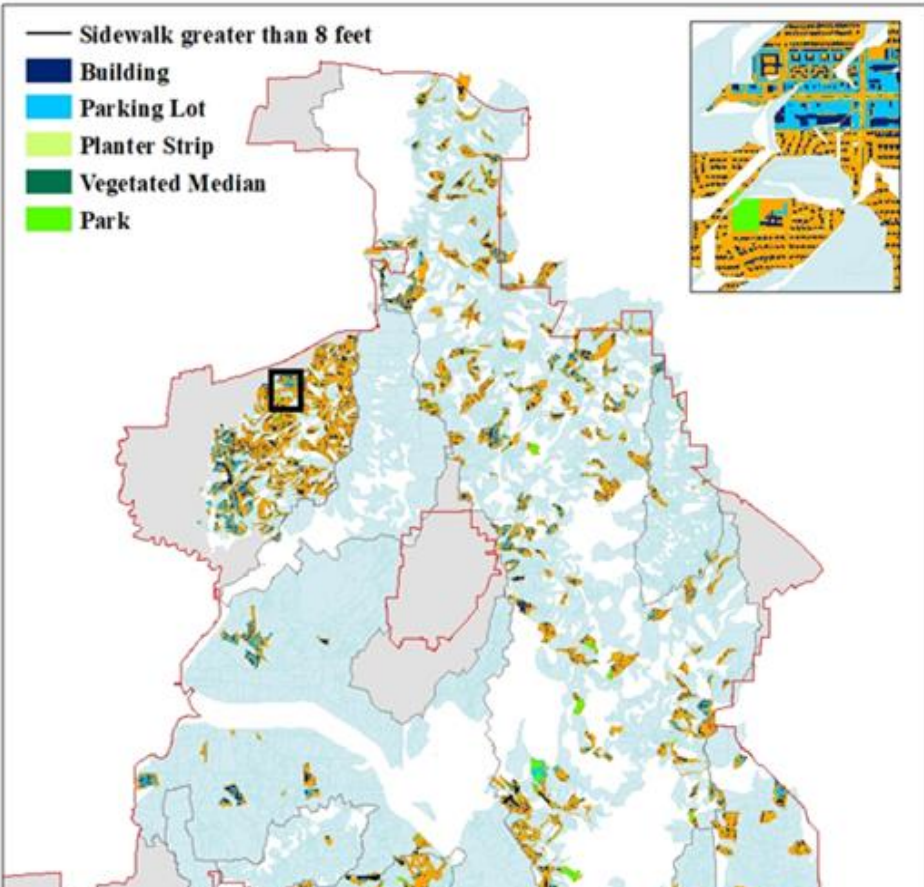 Sidewalk greater than 8 feet
Building
Parking Lot
Planter Strip
Vegetated Median
Park